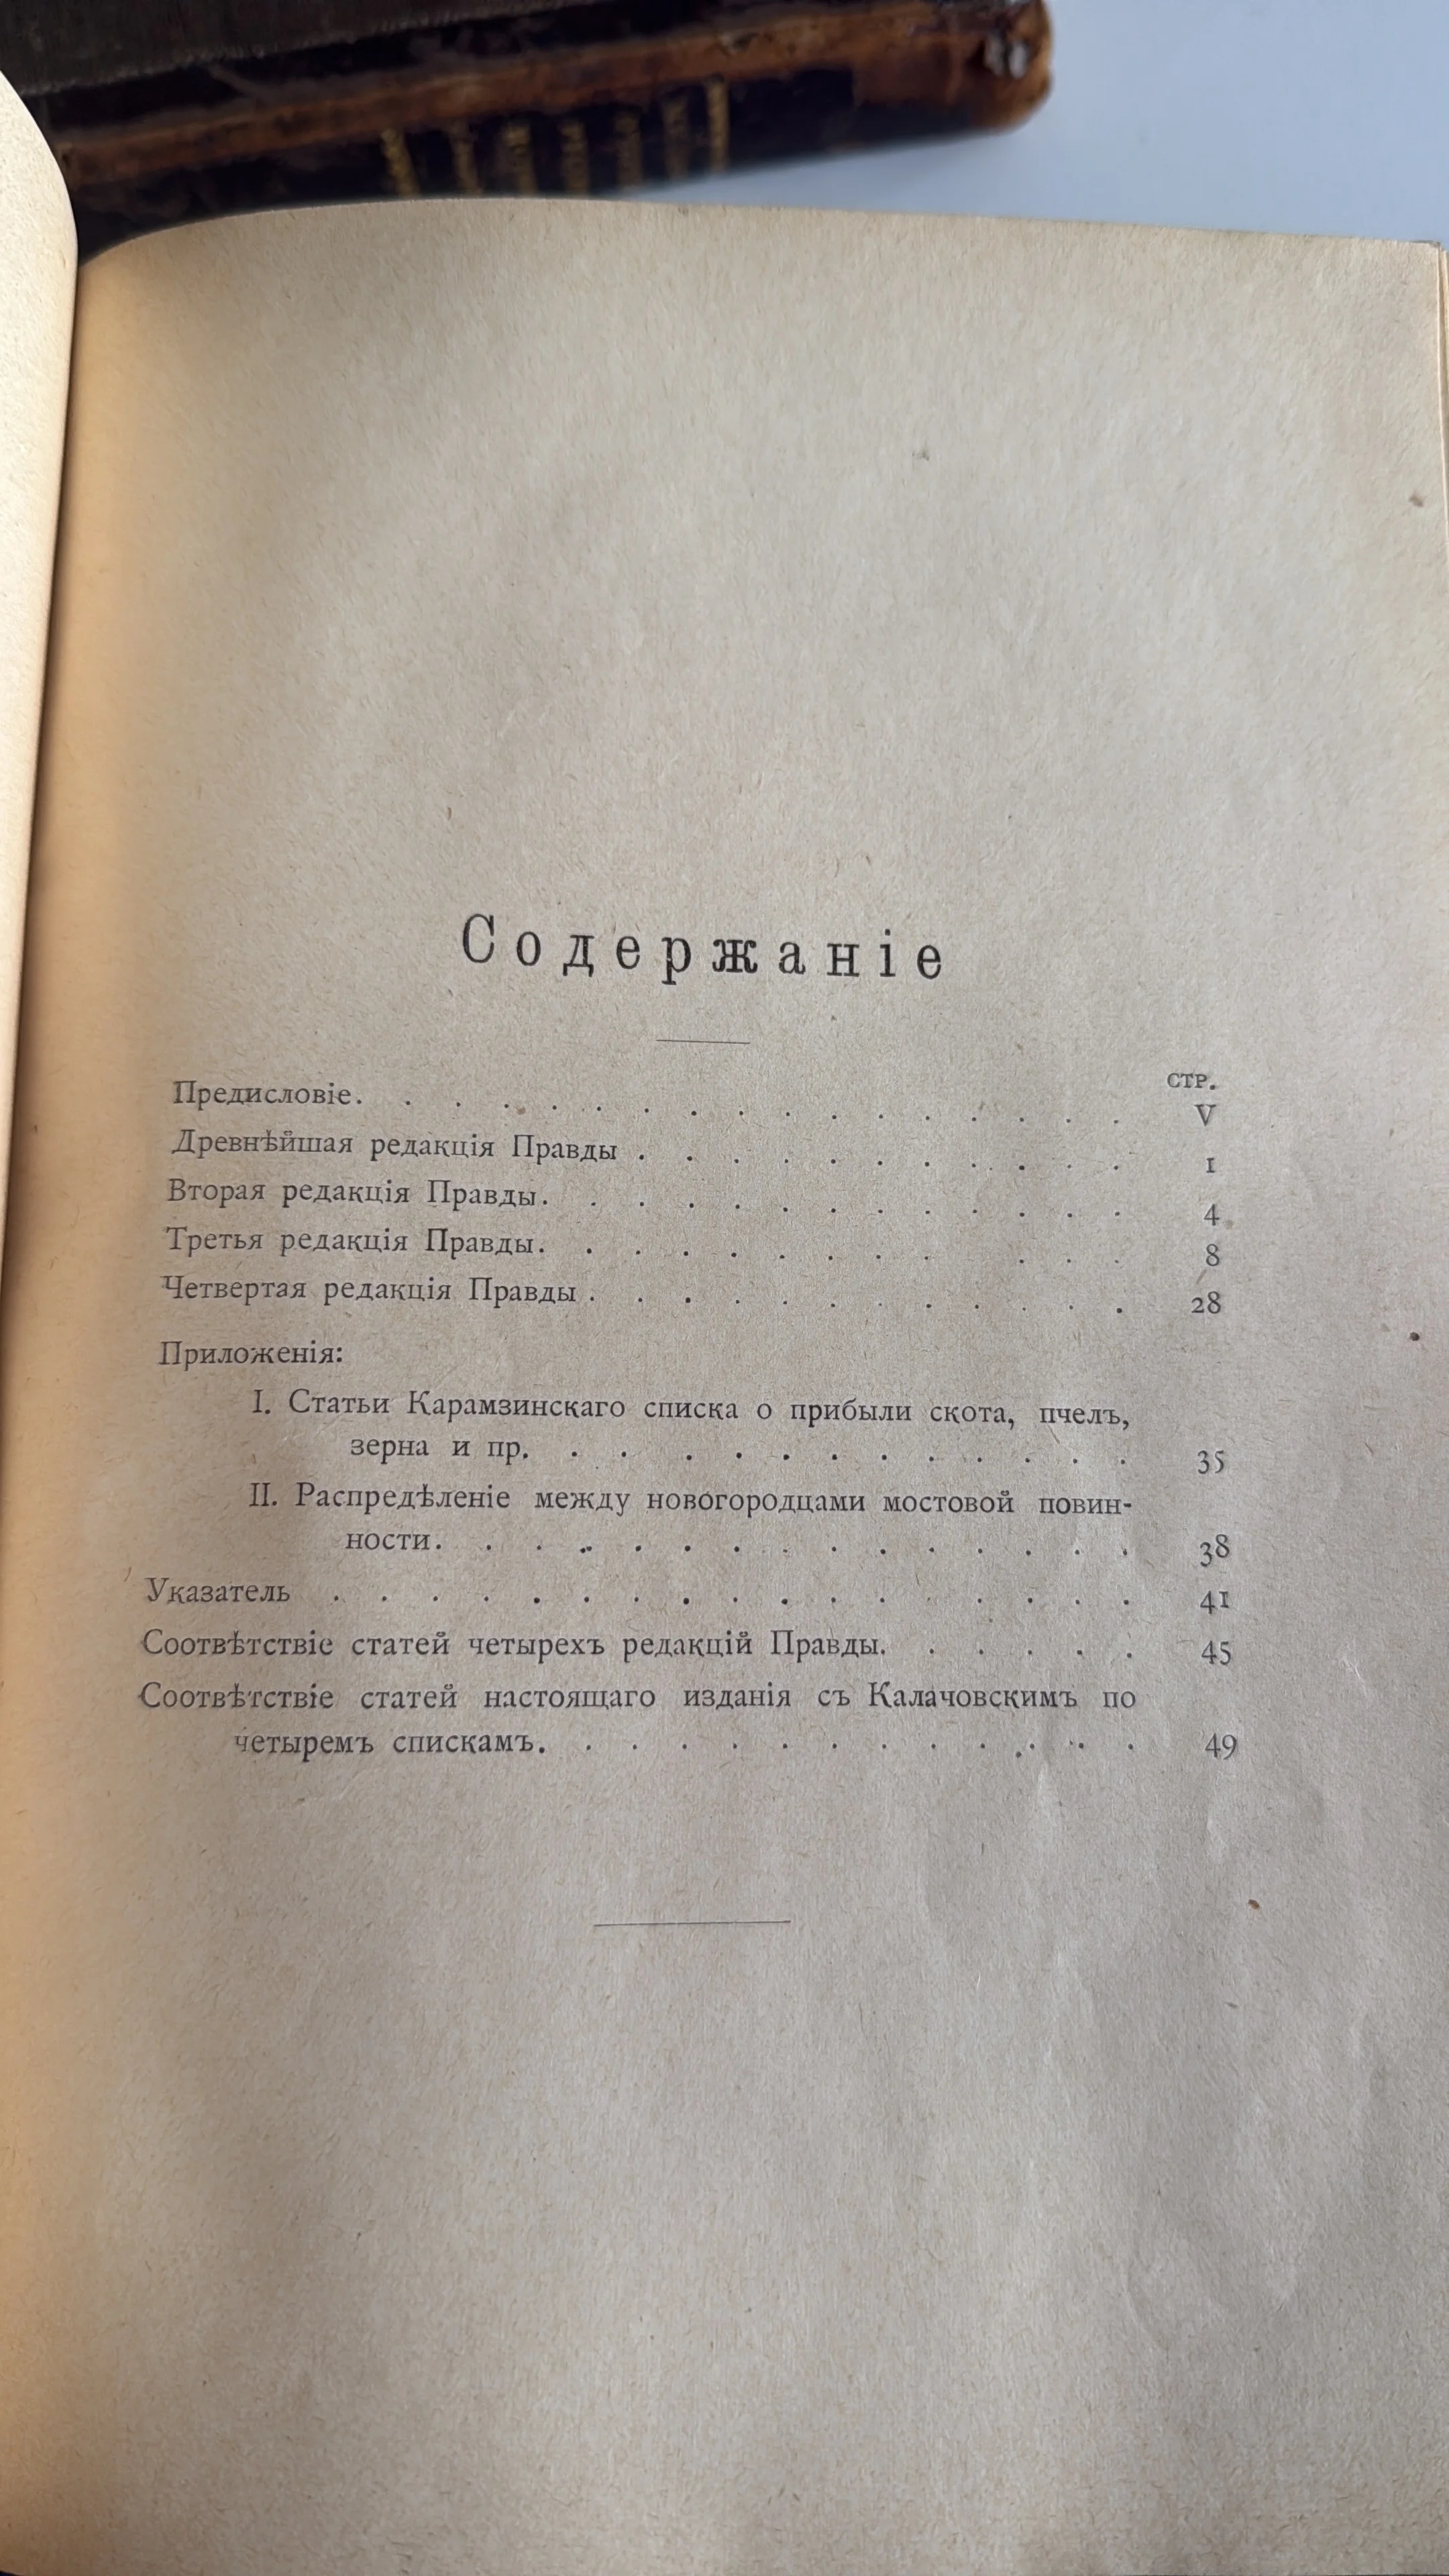 Содержаніе
СТР.
Предисловіе. . . . . . . . . . . . . . . . . V
Древнѣйшая редакція Правды . . . . . . . . . . . 1
Вторая редакція Правды. . . . . . . . . . . . . 4
Третья редакція Правды. . . . . . . . . . . . 8
Четвертая редакція Правды . . . . . . . . . . . . 28
Приложенія:
I. Статьи Карамзинскаго списка о прибыли скота, пчелъ,
зерна и пр. . . . . . . . . . . . . 35
II. Распредѣленіе между новогородцами мостовой повин-
ности. . . . . . . . . . . . . . . 38
Указатель . . . . . . . . . . . . . . . . . 41
Соотвѣтствіе статей четырехъ редакцій Правды. . . . . . 45
Соотвѣтствіе статей настоящаго изданія съ Калачовскимъ по
четыремъ спискамъ. . . . . . . . . . . . . 49